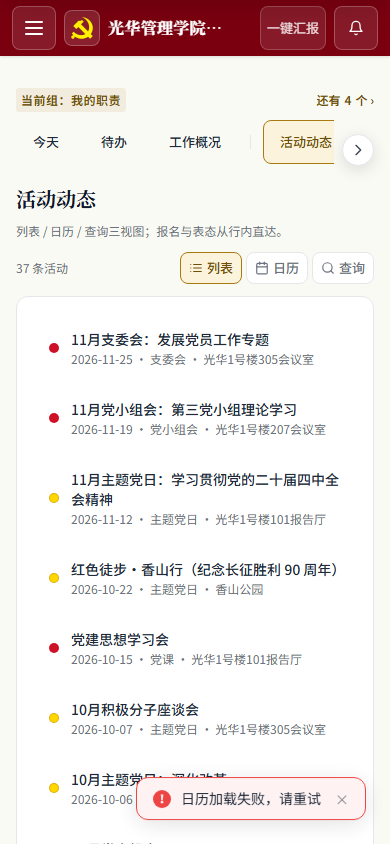 光华管理学院…
一键汇报
当前组：我的职责
还有 4 个 ›
今天
待办
工作概况
活动动态
活动动态
列表 / 日历 / 查询三视图；报名与表态从行内直达。
37 条活动
列表
日历
查询
11月支委会：发展党员工作专题
2026-11-25 • 支委会 • 光华1号楼305会议室
11月党小组会：第三党小组理论学习
2026-11-19 • 党小组会 • 光华1号楼207会议室
11月主题党日：学习贯彻党的二十届四中全
会精神
2026-11-12 • 主题党日 • 光华1号楼101报告厅
红色徒步・香山行（纪念长征胜利 90 周年）
2026-10-22 • 主题党日 • 香山公园
党建思想学习会
2026-10-15 • 党课 • 光华1号楼101报告厅
10月积极分子座谈会
2026-10-07 • 主题党日 • 光华1号楼305会议室
10月主题党日：深化改革
2026-10-06
日历加载失败，请重试